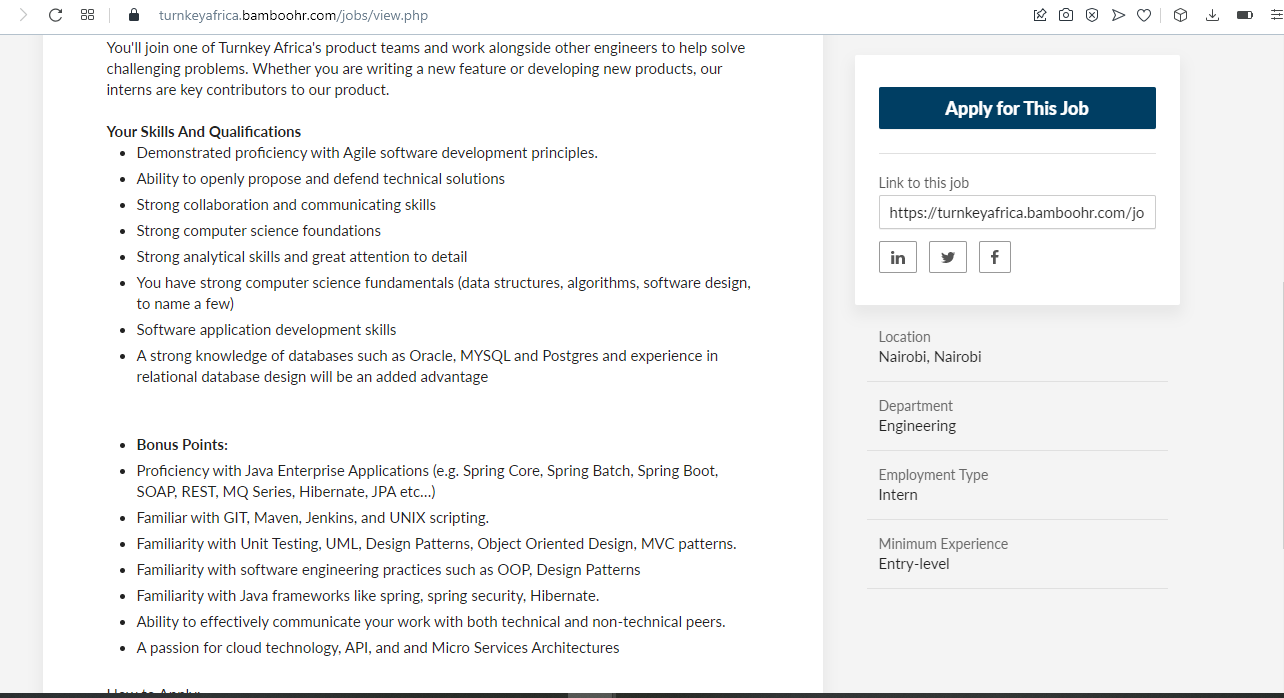 turnkeyafrica.bamboohr.com/jobs/view.php
You'll join one of Turnkey Africa's product teams and work alongside other engineers to help solve
challenging problems. Whether you are writing a new feature or developing new products, our
interns are key contributors to our product.
Your Skills And Qualifications
Demonstrated proficiency with Agile software development principles.
Ability to openly propose and defend technical solutions
Strong collaboration and communicating skills
Strong computer science foundations
Strong analytical skills and great attention to detail
You have strong computer science fundamentals (data structures, algorithms, software design,
to name a few)
Software application development skills
A strong knowledge of databases such as Oracle, MYSQL and Postgres and experience in
relational database design will be an added advantage
Bonus Points:
Proficiency with Java Enterprise Applications (e.g. Spring Core, Spring Batch, Spring Boot,
SOAP, REST, MQ Series, Hibernate, JPA etc...)
Familiar with GIT, Maven, Jenkins, and UNIX scripting.
Familiarity with Unit Testing, UML, Design Patterns, Object Oriented Design, MVC patterns.
Familiarity with software engineering practices such as OOP, Design Patterns
Familiarity with Java frameworks like spring, spring security, Hibernate.
Ability to effectively communicate your work with both technical and non-technical peers.
A passion for cloud technology, API, and and Micro Services Architectures
How to Apply:
Apply for This Job
Link to this job
https://turnkeyafrica.bamboohr.com/jo
in
f
Location
Nairobi, Nairobi
Department
Engineering
Employment Type
Intern
Minimum Experience
Entry-level